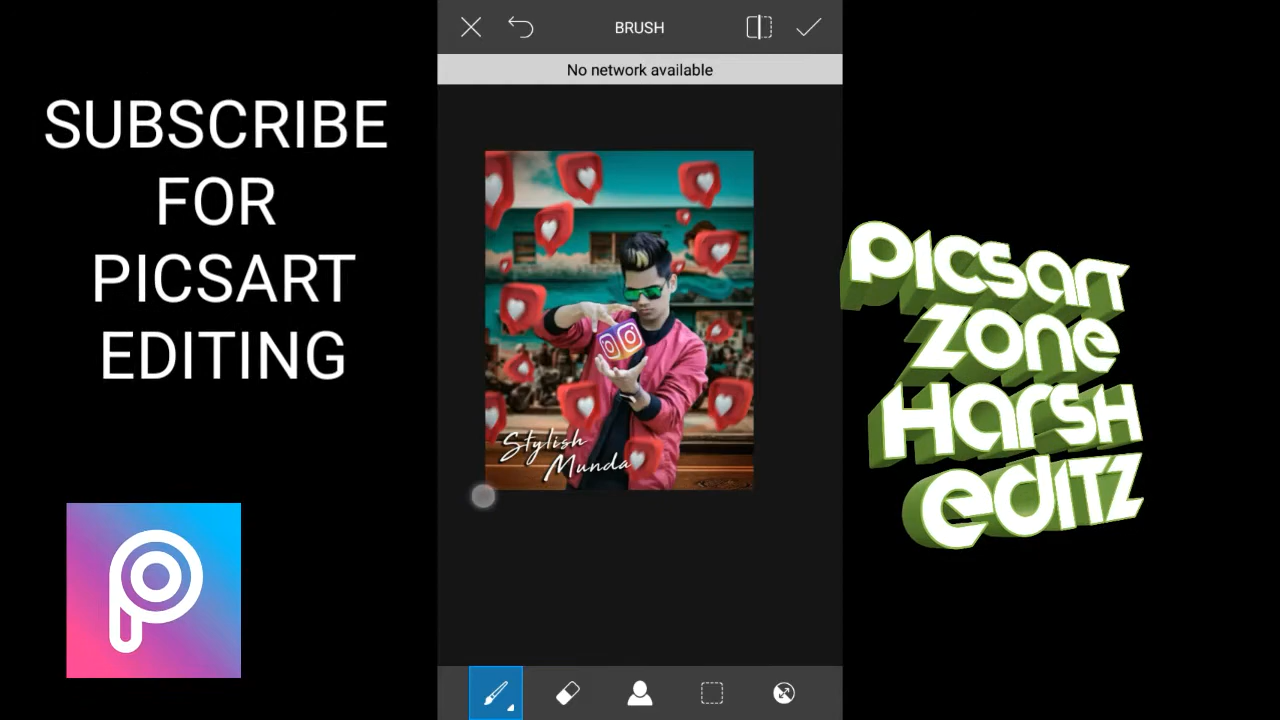 SUBSCRIBE
FOR
PICSART
EDITING
BRUSH
No network available
Stylish
Munda
PICSART
ZONE
HARSH
EDITZ